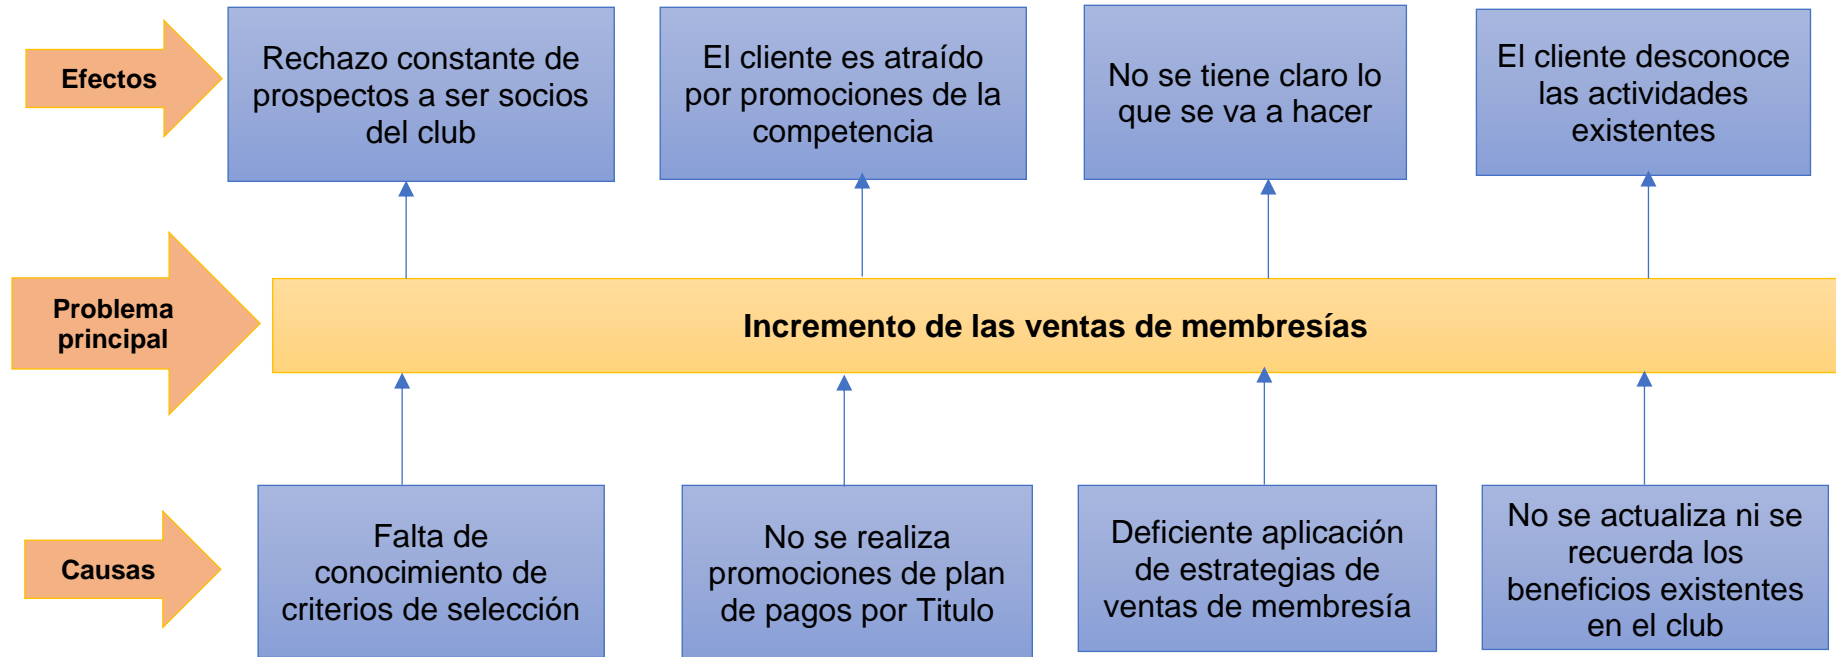 Efectos
Rechazo constante de
prospectos a ser socios
del club
El cliente es atraído
por promociones de la
competencia
No se tiene claro lo
que se va a hacer
El cliente desconoce
las actividades
existentes
Problema
principal
Incremento de las ventas de membresías
Causas
Falta de
conocimiento de
criterios de selección
No se realiza
promociones de plan
de pagos por Titulo
Deficiente aplicación
de estrategias de
ventas de membresía
No se actualiza ni se
recuerda los
beneficios existentes
en el club